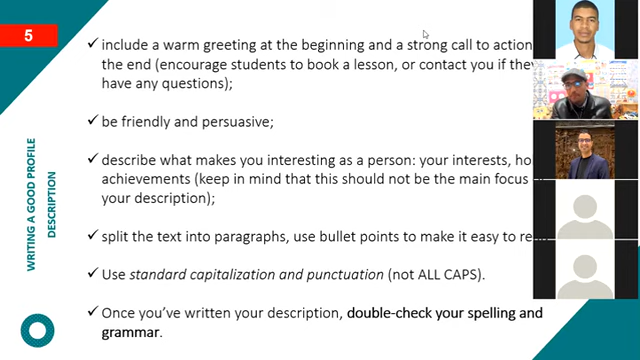 5
WRITING A GOOD PROFILE
DESCRIPTION
✓ include a warm greeting at the beginning and a strong call to action
the end (encourage students to book a lesson, or contact you if they
have any questions);
✓ be friendly and persuasive;
✓ describe what makes you interesting as a person: your interests, ho
achievements (keep in mind that this should not be the main focus
your description);
✓ split the text into paragraphs, use bullet points to make it easy to read
✓ Use standard capitalization and punctuation (not ALL CAPS).
✓ Once you've written your description, double-check your spelling and
grammar.